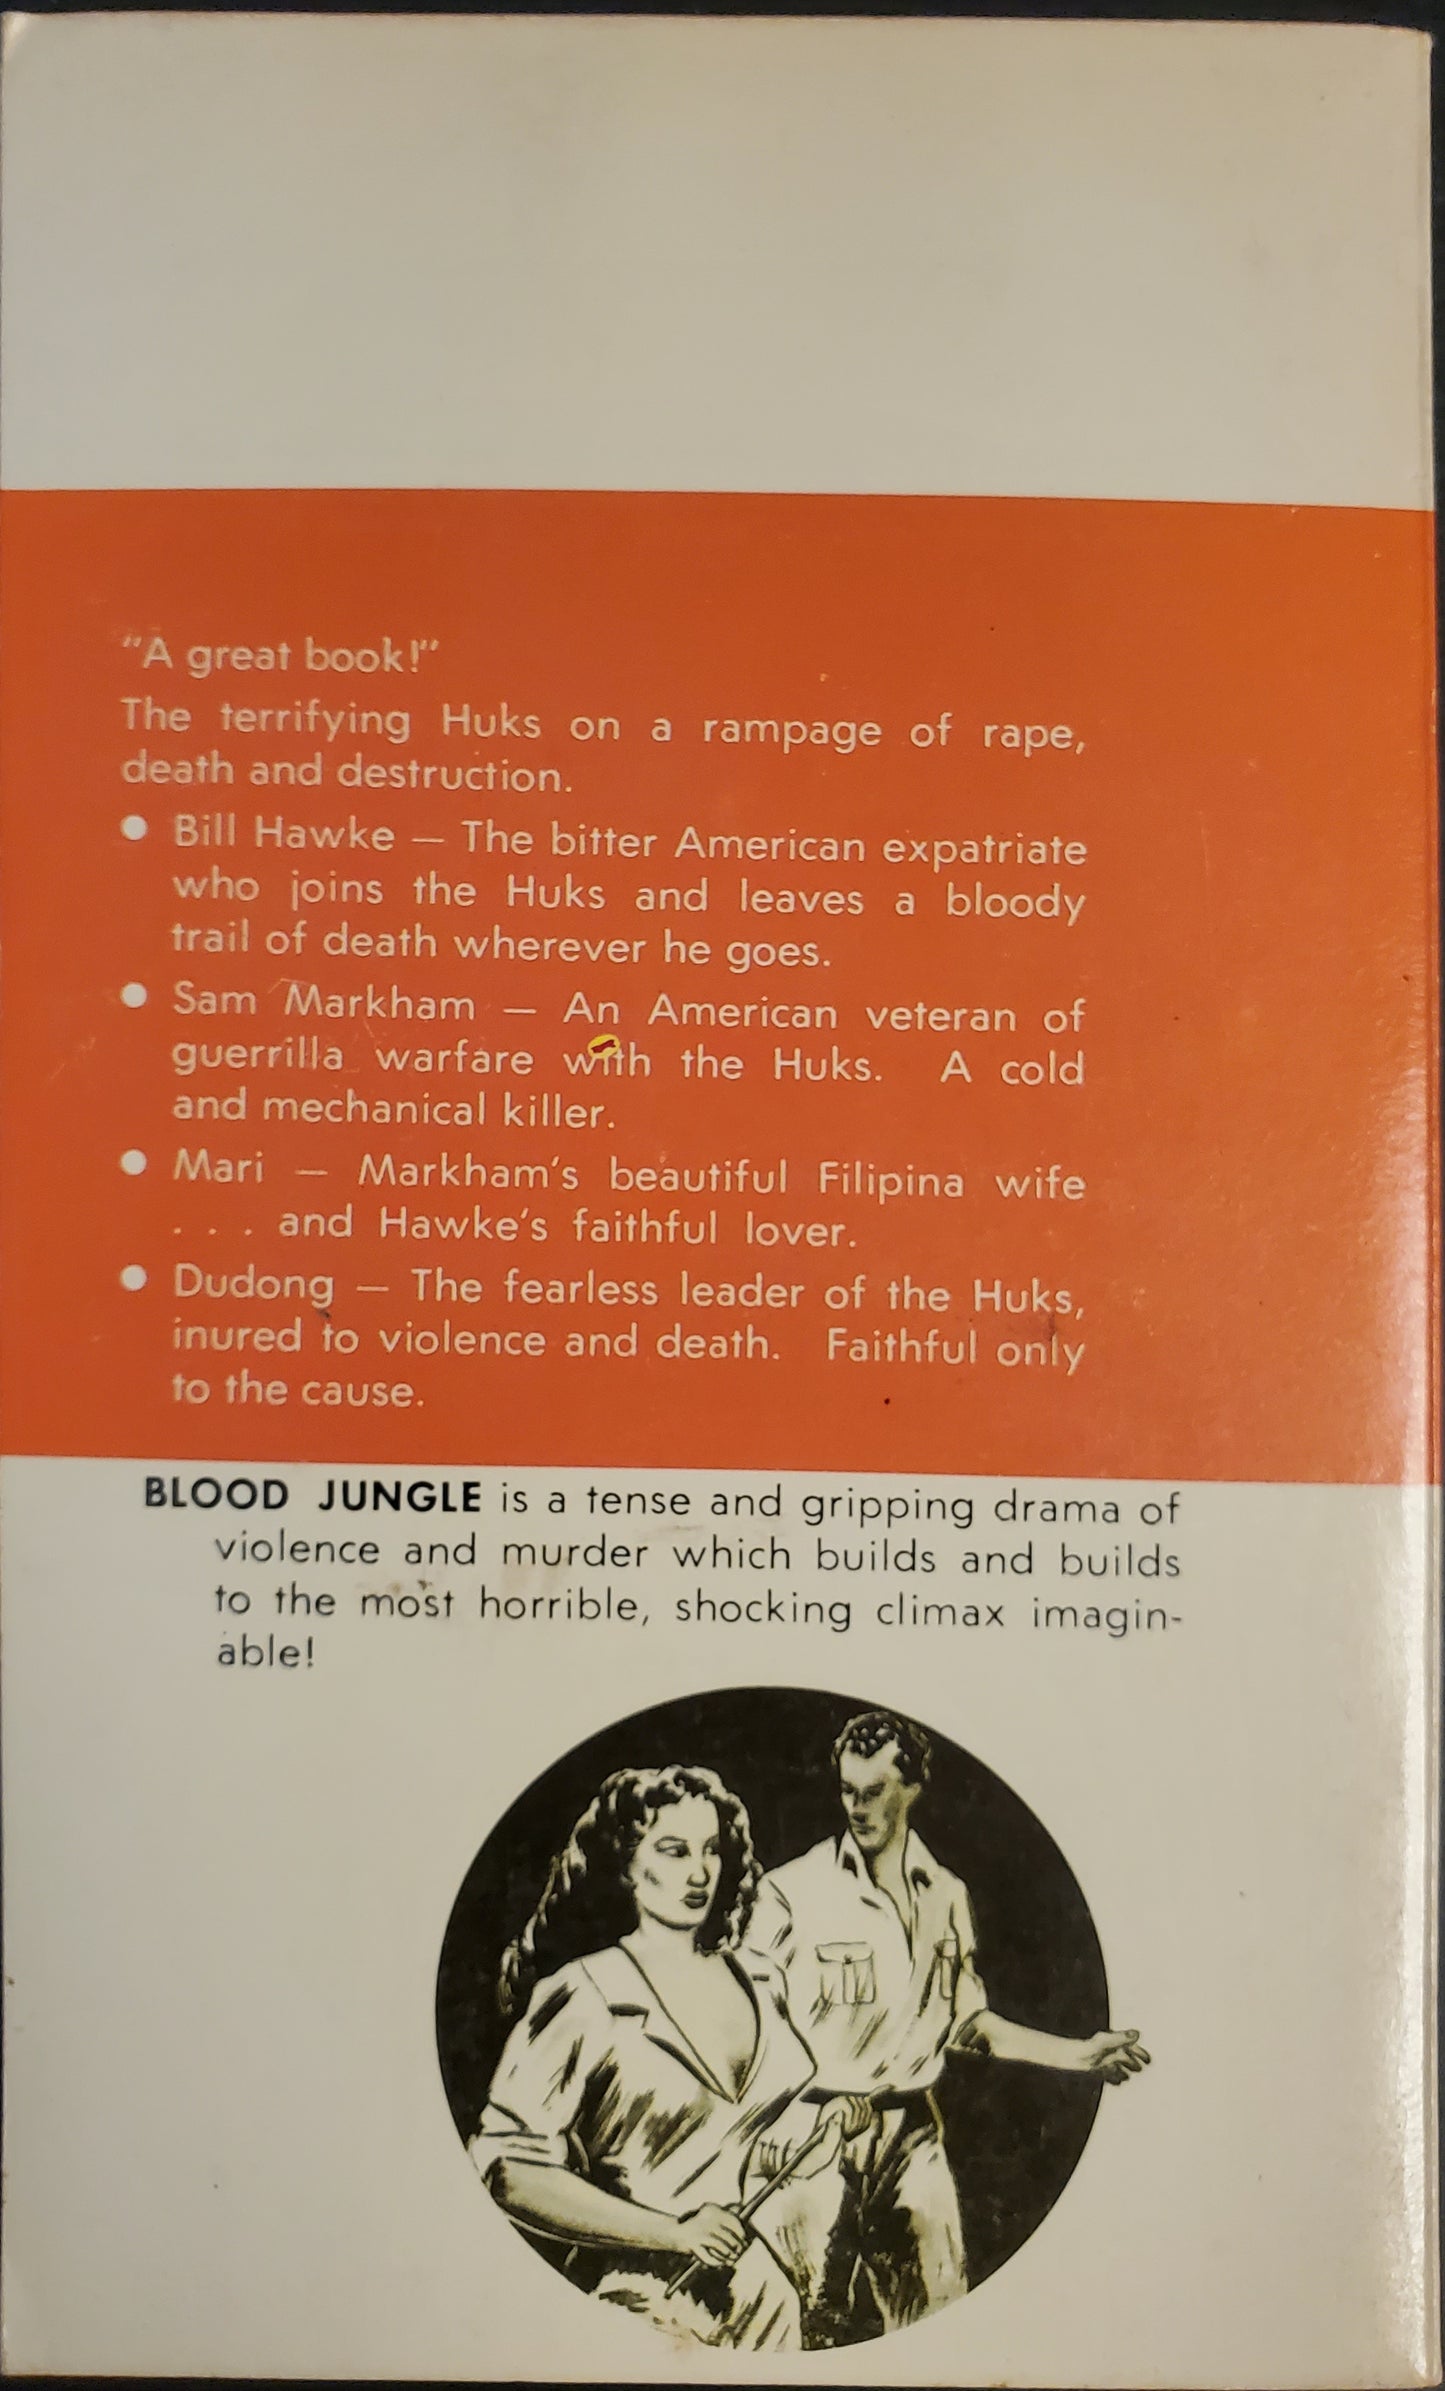 "A great book!"
The terrifying Huks on a rampage of rape,
death and destruction.
● Bill Hawke — The bitter American expatriate
who joins the Huks and leaves a bloody
trail of death wherever he goes.
● Sam Markham — An American veteran of
guerrilla warfare with the Huks. A cold
and mechanical killer.
● Mari — Markham's beautiful Filipina wife
. . . and Hawke's faithful lover.
● Dudong — The fearless leader of the Huks,
inured to violence and death. Faithful only
to the cause.
BLOOD JUNGLE is a tense and gripping drama of
violence and murder which builds and builds
to the most horrible, shocking climax imagin-
able!